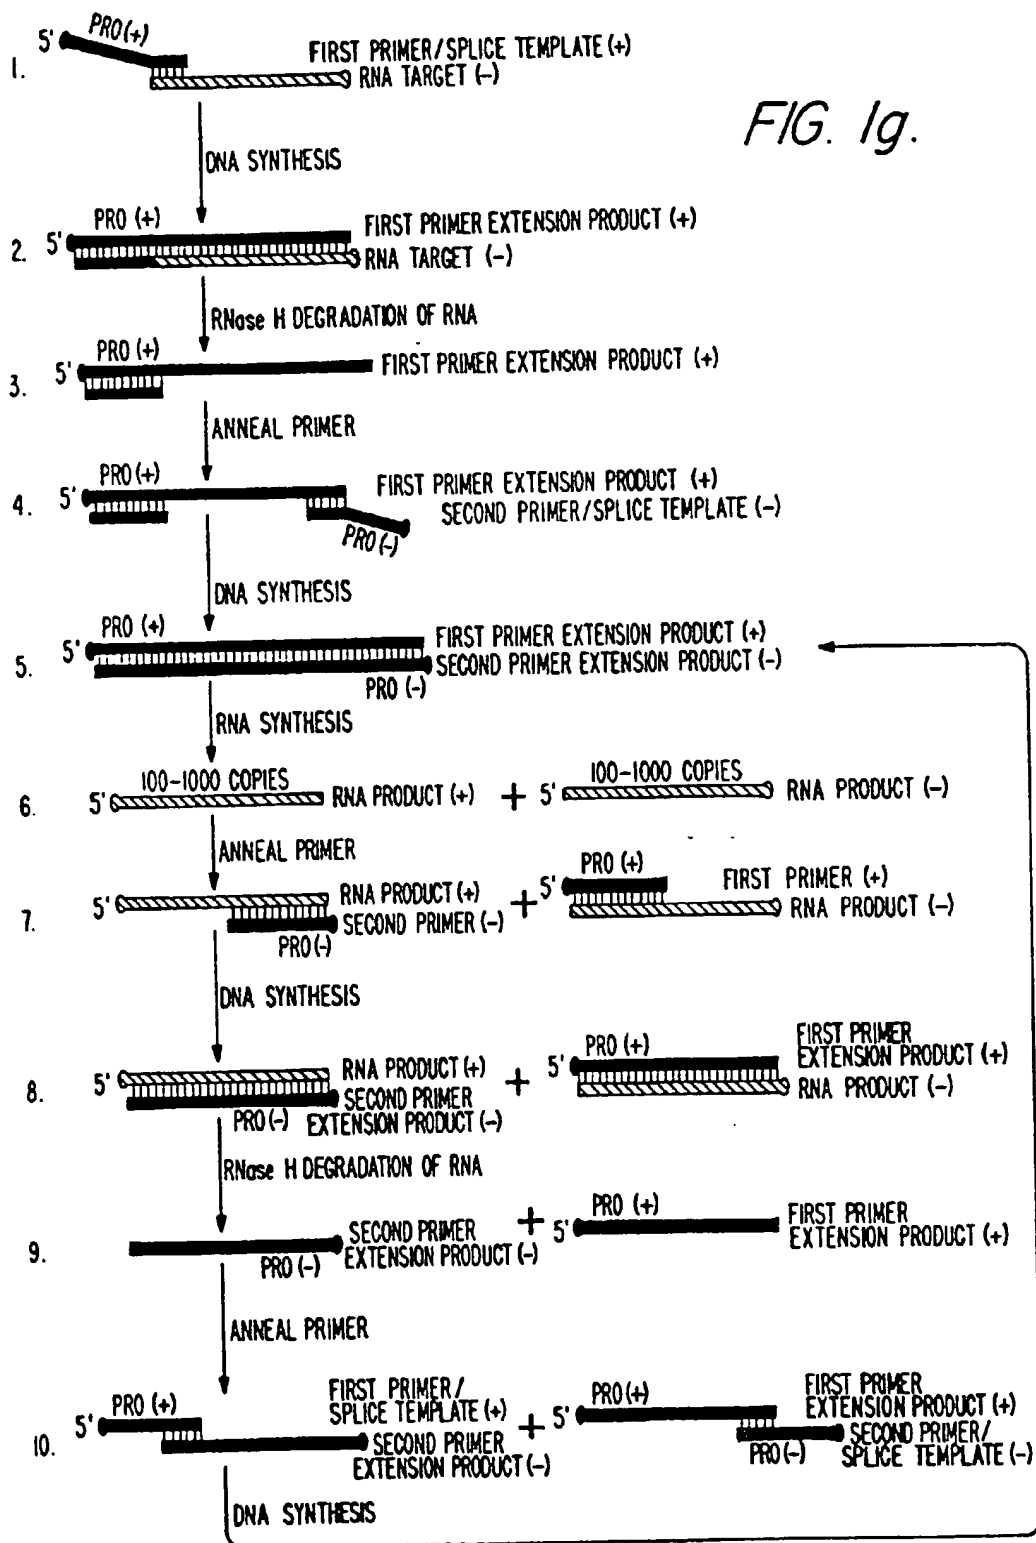 FIG. 1g.
5' PRO (+)
1. FIRST PRIMER/SPLICE TEMPLATE (+)
RNA TARGET (-)
DNA SYNTHESIS
PRO (+) FIRST PRIMER EXTENSION PRODUCT (+)
2. 5' RNA TARGET (-)
RNase H DEGRADATION OF RNA
PRO (+)
3. 5' FIRST PRIMER EXTENSION PRODUCT (+)
ANNEAL PRIMER
PRO (+)
4. 5' FIRST PRIMER EXTENSION PRODUCT (+)
SECOND PRIMER/SPLICE TEMPLATE (-)
PRO (-)
DNA SYNTHESIS
PRO (+) FIRST PRIMER EXTENSION PRODUCT (+)
5. 5' SECOND PRIMER EXTENSION PRODUCT (-)
PRO (-)
RNA SYNTHESIS
100-1000 COPIES 100-1000 COPIES
6. 5' RNA PRODUCT (+) + 5' RNA PRODUCT (-)
ANNEAL PRIMER
PRO (+)
5' RNA PRODUCT (+) + 5' FIRST PRIMER (+)
7. SECOND PRIMER (-) RNA PRODUCT (-)
PRO (-)
DNA SYNTHESIS
FIRST PRIMER
PRO (+) EXTENSION PRODUCT (+)
5' RNA PRODUCT (+) + 5' RNA PRODUCT (-)
8. SECOND PRIMER
PRO (-) EXTENSION PRODUCT (-)
RNase H DEGRADATION OF RNA
PRO (+) FIRST PRIMER
SECOND PRIMER + 5' EXTENSION PRODUCT (+)
9. EXTENSION PRODUCT (-)
PRO (-)
ANNEAL PRIMER
FIRST PRIMER/ PRO (+) FIRST PRIMER
5' PRO (+) SPLICE TEMPLATE (+) + 5' EXTENSION PRODUCT (+)
10. SECOND PRIMER SECOND PRIMER/
EXTENSION PRODUCT (-) PRO (-) SPLICE TEMPLATE (-)
DNA SYNTHESIS